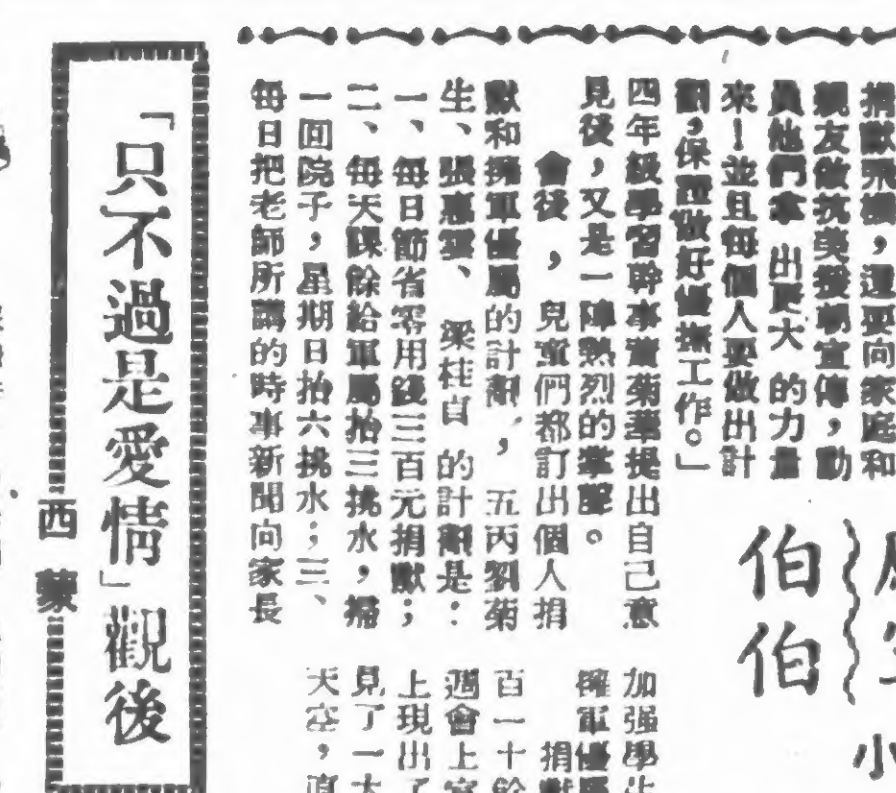 捐獻飛機，還要向家庭和
親友做抗美援朝宣傳，動
員他們拿出更大的力量
來！並且每個人要做出計
劃，保證做好優撫工作。」
四年級學習幹事董菊華提出自己意
見後，又是一陣熱烈的掌聲。
會後，兒童們都訂出個人捐
獻和擁軍優屬的計劃，五丙劉菊
生、張惠雲、梁桂貞的計劃是：
一、每日節省零用錢三百元捐獻；
二、每天課餘給軍屬抬三挑水，掃
一回院子，星期日抬六挑水；三、
每日把老師所講的時事新聞向家長
伯伯
小
加强學生
擁軍優屬
捐獻
百一十餘
週會上宣
上現出了
見了一大
天空，直
「只不過是愛情」觀後
西蒙